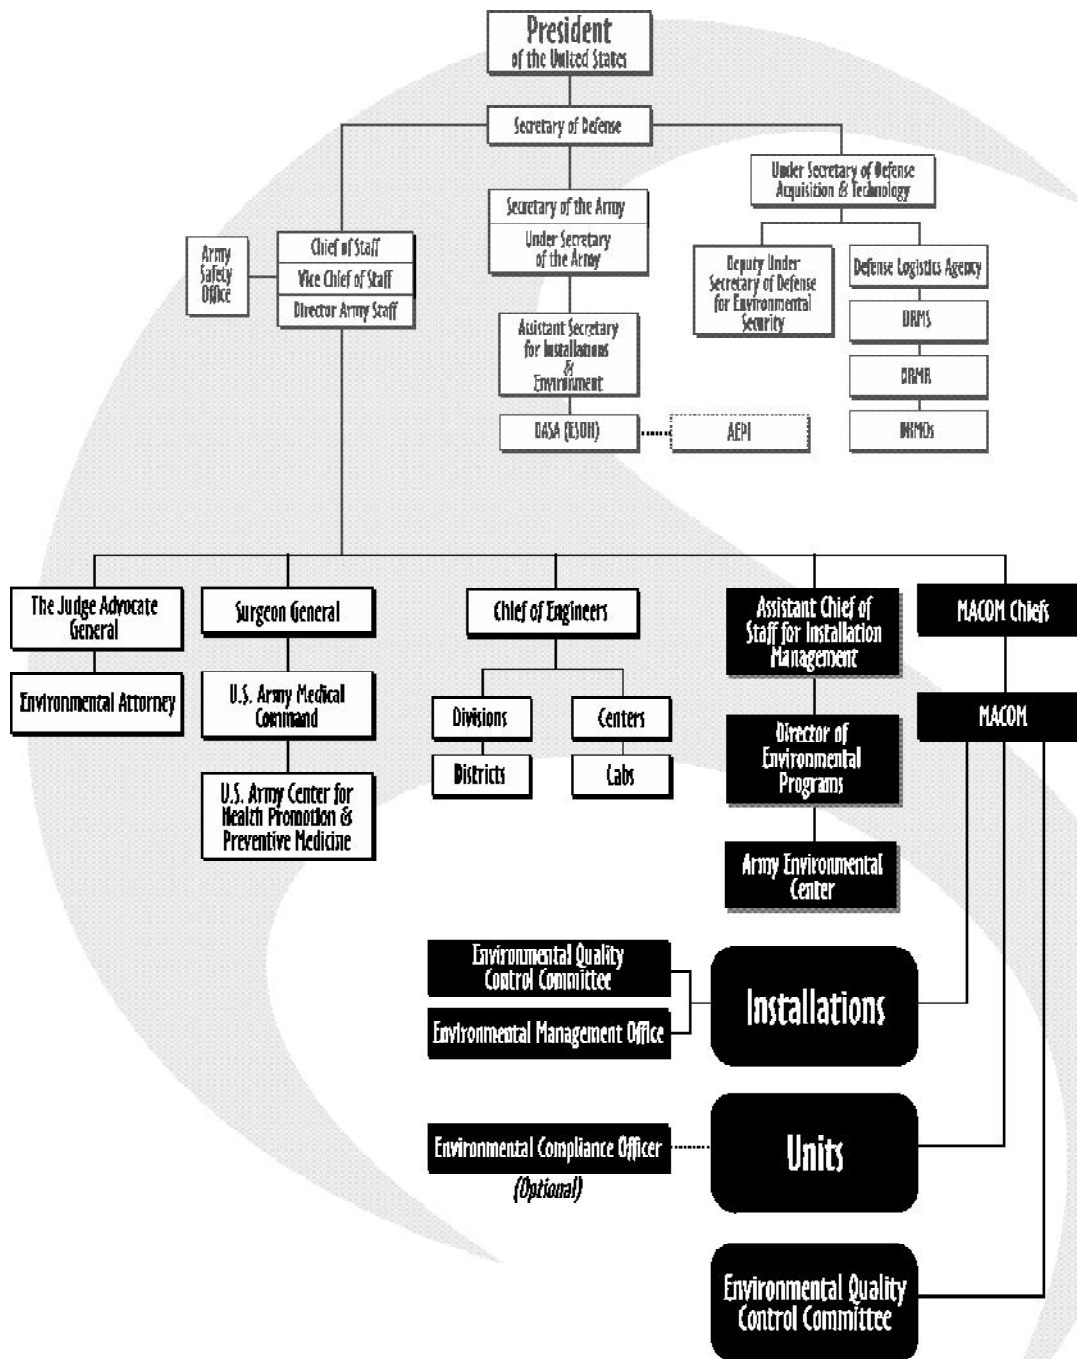 President
of the United States
Secretary of Defense
Under Secretary of Defense
Acquisition & Technology
Secretary of the Army
Under Secretary
of the Army
Army
Safety
Office
Chief of Staff
Vice Chief of Staff
Director Army Staff
Deputy Under
Secretary of Defense
for Environmental
Security
Defense Logistics Agency
DRMS
DRMR
DRMOs
Assistant Secretary
for Installations
&
Environment
DASA (ESOH)
AEPI
The Judge Advocate
General
Environmental Attorney
Surgeon General
U.S. Army Medical
Command
U.S. Army Center for
Health Promotion &
Preventive Medicine
Chief of Engineers
Divisions
Districts
Centers
Labs
Assistant Chief of
Staff for Installation
Management
Director of
Environmental
Programs
Army Environmental
Center
MACOM Chiefs
MACOM
Environmental Quality
Control Committee
Environmental Management Office
Installations
Environmental Compliance Officer
(Optional)
Units
Environmental Quality
Control Committee